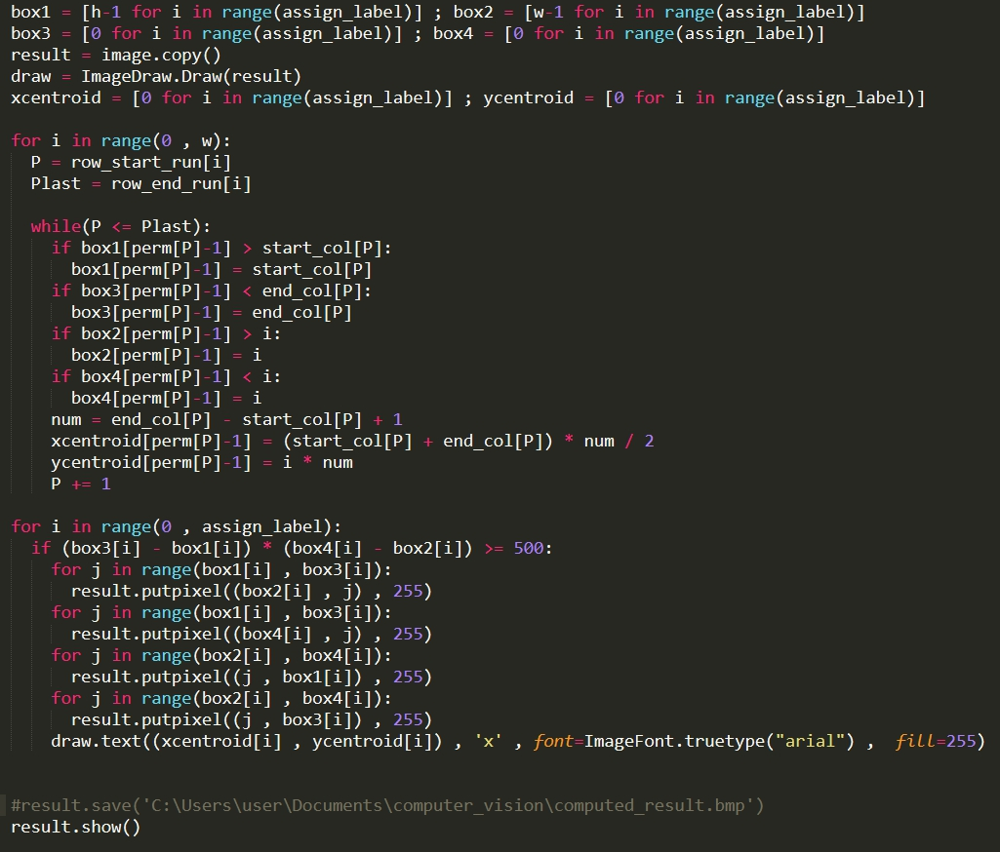 box1 = [h-1 for i in range(assign_label)] ; box2 = [w-1 for i in range(assign_label)]
box3 = [0 for i in range(assign_label)] ; box4 = [0 for i in range(assign_label)]
result = image.copy()
draw = ImageDraw.Draw(result)
xcentroid = [0 for i in range(assign_label)] ; ycentroid = [0 for i in range(assign_label)]

for i in range(0 , w):
  P = row_start_run[i]
  Plast = row_end_run[i]

  while(P <= Plast):
    if box1[perm[P]-1] > start_col[P]:
      box1[perm[P]-1] = start_col[P]
    if box3[perm[P]-1] < end_col[P]:
      box3[perm[P]-1] = end_col[P]
    if box2[perm[P]-1] > i:
      box2[perm[P]-1] = i
    if box4[perm[P]-1] < i:
      box4[perm[P]-1] = i
    num = end_col[P] - start_col[P] + 1
    xcentroid[perm[P]-1] = (start_col[P] + end_col[P]) * num / 2
    ycentroid[perm[P]-1] = i * num
    P += 1

for i in range(0 , assign_label):
  if (box3[i] - box1[i]) * (box4[i] - box2[i]) >= 500:
    for j in range(box1[i] , box3[i]):
      result.putpixel((box2[i] , j) , 255)
    for j in range(box1[i] , box3[i]):
      result.putpixel((box4[i] , j) , 255)
    for j in range(box2[i] , box4[i]):
      result.putpixel((j , box1[i]) , 255)
    for j in range(box2[i] , box4[i]):
      result.putpixel((j , box3[i]) , 255)
    draw.text((xcentroid[i] , ycentroid[i]) , 'x' , font=ImageFont.truetype("arial") ,  fill=255)


#result.save('C:\Users\user\Documents\computer_vision\computed_result.bmp')
result.show()